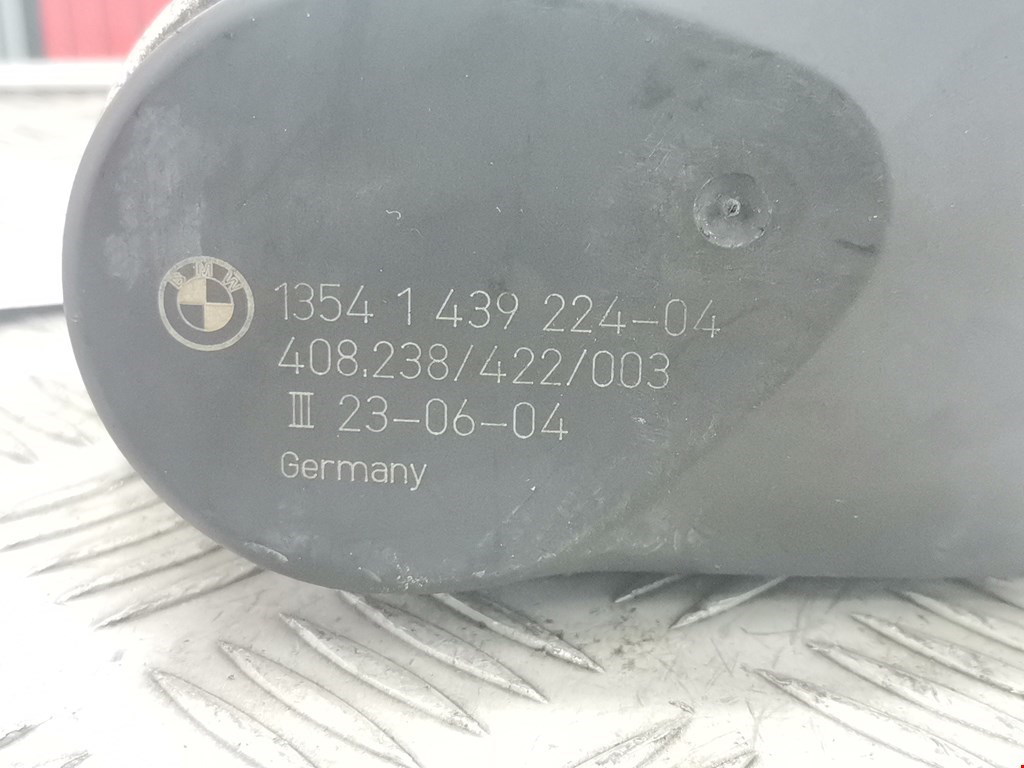 BMW
1354 1 439 224-04
408.238/422/003
III 23-06-04
Germany